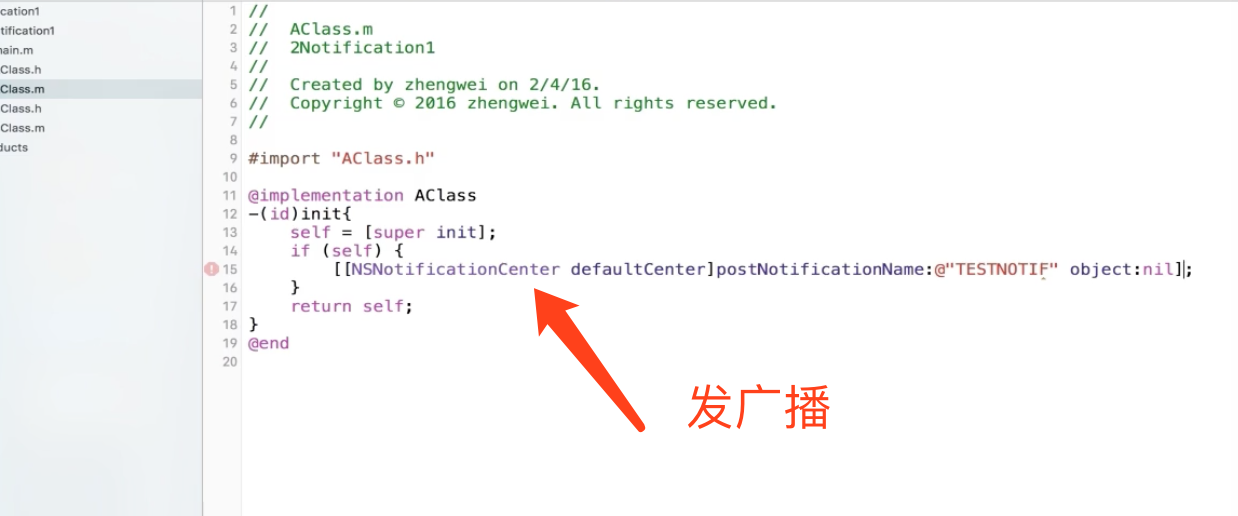 cation1
tification1
main.m
Class.h
Class.m
Class.h
Class.m
ducts
1 //
2 // AClass.m
3 // 2Notification1
4 //
5 // Created by zhengwei on 2/4/16.
6 // Copyright © 2016 zhengwei. All rights reserved.
7 //
8
9 #import "AClass.h"
10
11 @implementation AClass
12 -(id)init{
13 self = [super init];
14 if (self) {
15 [[NSNotificationCenter defaultCenter]postNotificationName:@"TESTNOTIF" object:nil];
16 }
17 return self;
18 }
19 @end
20
发广播